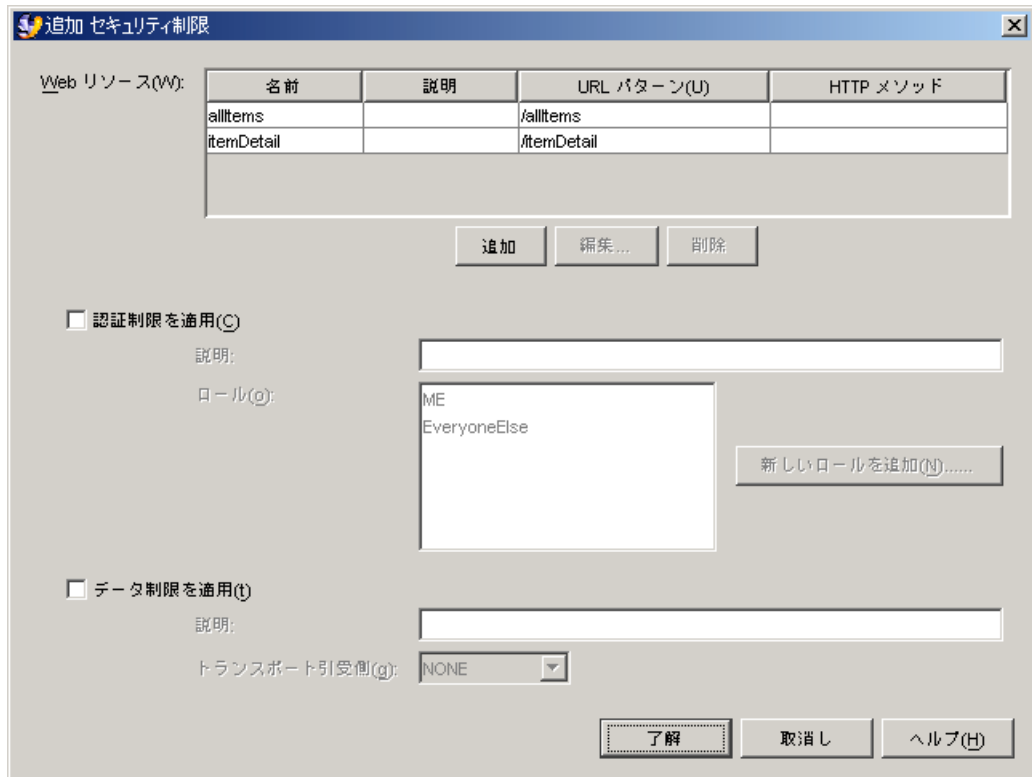 追加 セキュリティ制限
Web リソース(W):
名前 説明 URL パターン(U) HTTP メソッド
allItems /allItems
itemDetail /itemDetail
追加 編集... 削除
認証制限を適用(C)
説明:
ロール(o):
ME
EveryoneElse
新しいロールを追加(N)......
データ制限を適用(t)
説明:
トランスポート引受側(g): NONE
了解 取消し ヘルプ(H)